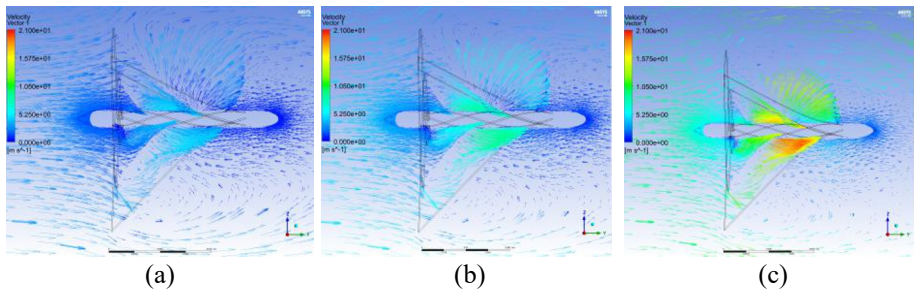 ANSYS
Velocity
Vector 1
2.100e+01
1.575e+01
1.050e+01
5.250e+00
0.000e+00
[m s^-1]
Z
Y
(a)
ANSYS
Velocity
Vector 1
2.100e+01
1.575e+01
1.050e+01
5.250e+00
0.000e+00
[m s^-1]
Z
Y
(b)
ANSYS
Velocity
Vector 1
2.100e+01
1.575e+01
1.050e+01
5.250e+00
0.000e+00
[m s^-1]
Z
Y
(c)